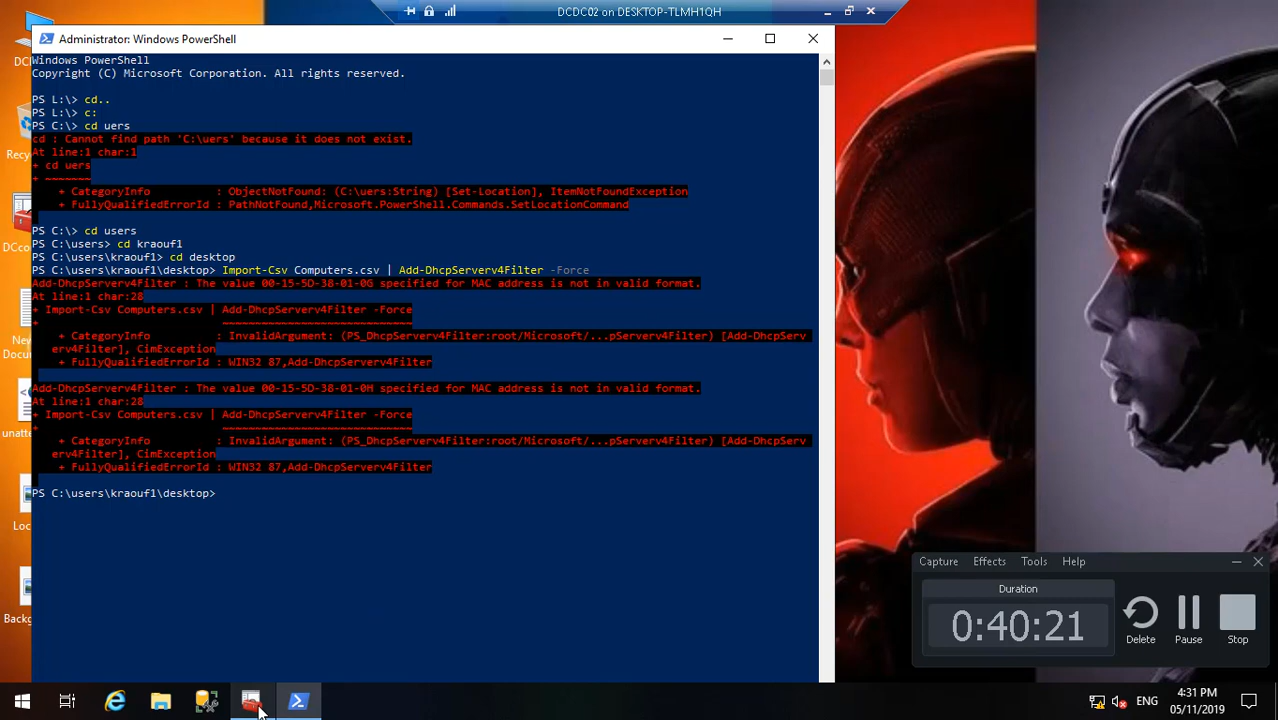 DCDC02 on DESKTOP-TLMH1QH
Administrator: Windows PowerShell
Windows PowerShell
Copyright (C) Microsoft Corporation. All rights reserved.
PS L:\> cd..
PS L:\> c:
PS C:\> cd uers
cd : Cannot find path 'C:\uers' because it does not exist.
At line:1 char:1
+ cd uers
+ ~~~~~~~
+ CategoryInfo : ObjectNotFound: (C:\uers:String) [Set-Location], ItemNotFoundException
+ FullyQualifiedErrorId : PathNotFound,Microsoft.PowerShell.Commands.SetLocationCommand
PS C:\> cd users
PS C:\users> cd kraouf1
PS C:\users\kraouf1> cd desktop
PS C:\users\kraouf1\desktop> Import-Csv Computers.csv | Add-DhcpServerv4Filter -Force
Add-DhcpServerv4Filter : The value 00-15-5D-38-01-0G specified for MAC address is not in valid format.
At line:1 char:28
+ Import-Csv Computers.csv | Add-DhcpServerv4Filter -Force
+ ~~~~~~~~~~~~~~~~~~~~~~~~~~~~~
+ CategoryInfo : InvalidArgument: (PS_DhcpServerv4Filter:root/Microsoft/...pServerv4Filter) [Add-DhcpServ
erv4Filter], CimException
+ FullyQualifiedErrorId : WIN32 87,Add-DhcpServerv4Filter
Add-DhcpServerv4Filter : The value 00-15-5D-38-01-0H specified for MAC address is not in valid format.
At line:1 char:28
+ Import-Csv Computers.csv | Add-DhcpServerv4Filter -Force
+ ~~~~~~~~~~~~~~~~~~~~~~~~~~~~~
+ CategoryInfo : InvalidArgument: (PS_DhcpServerv4Filter:root/Microsoft/...pServerv4Filter) [Add-DhcpServ
erv4Filter], CimException
+ FullyQualifiedErrorId : WIN32 87,Add-DhcpServerv4Filter
PS C:\users\kraouf1\desktop>
Capture Effects Tools Help
Duration
0:40:21
Delete Pause Stop
ENG
4:31 PM
05/11/2019